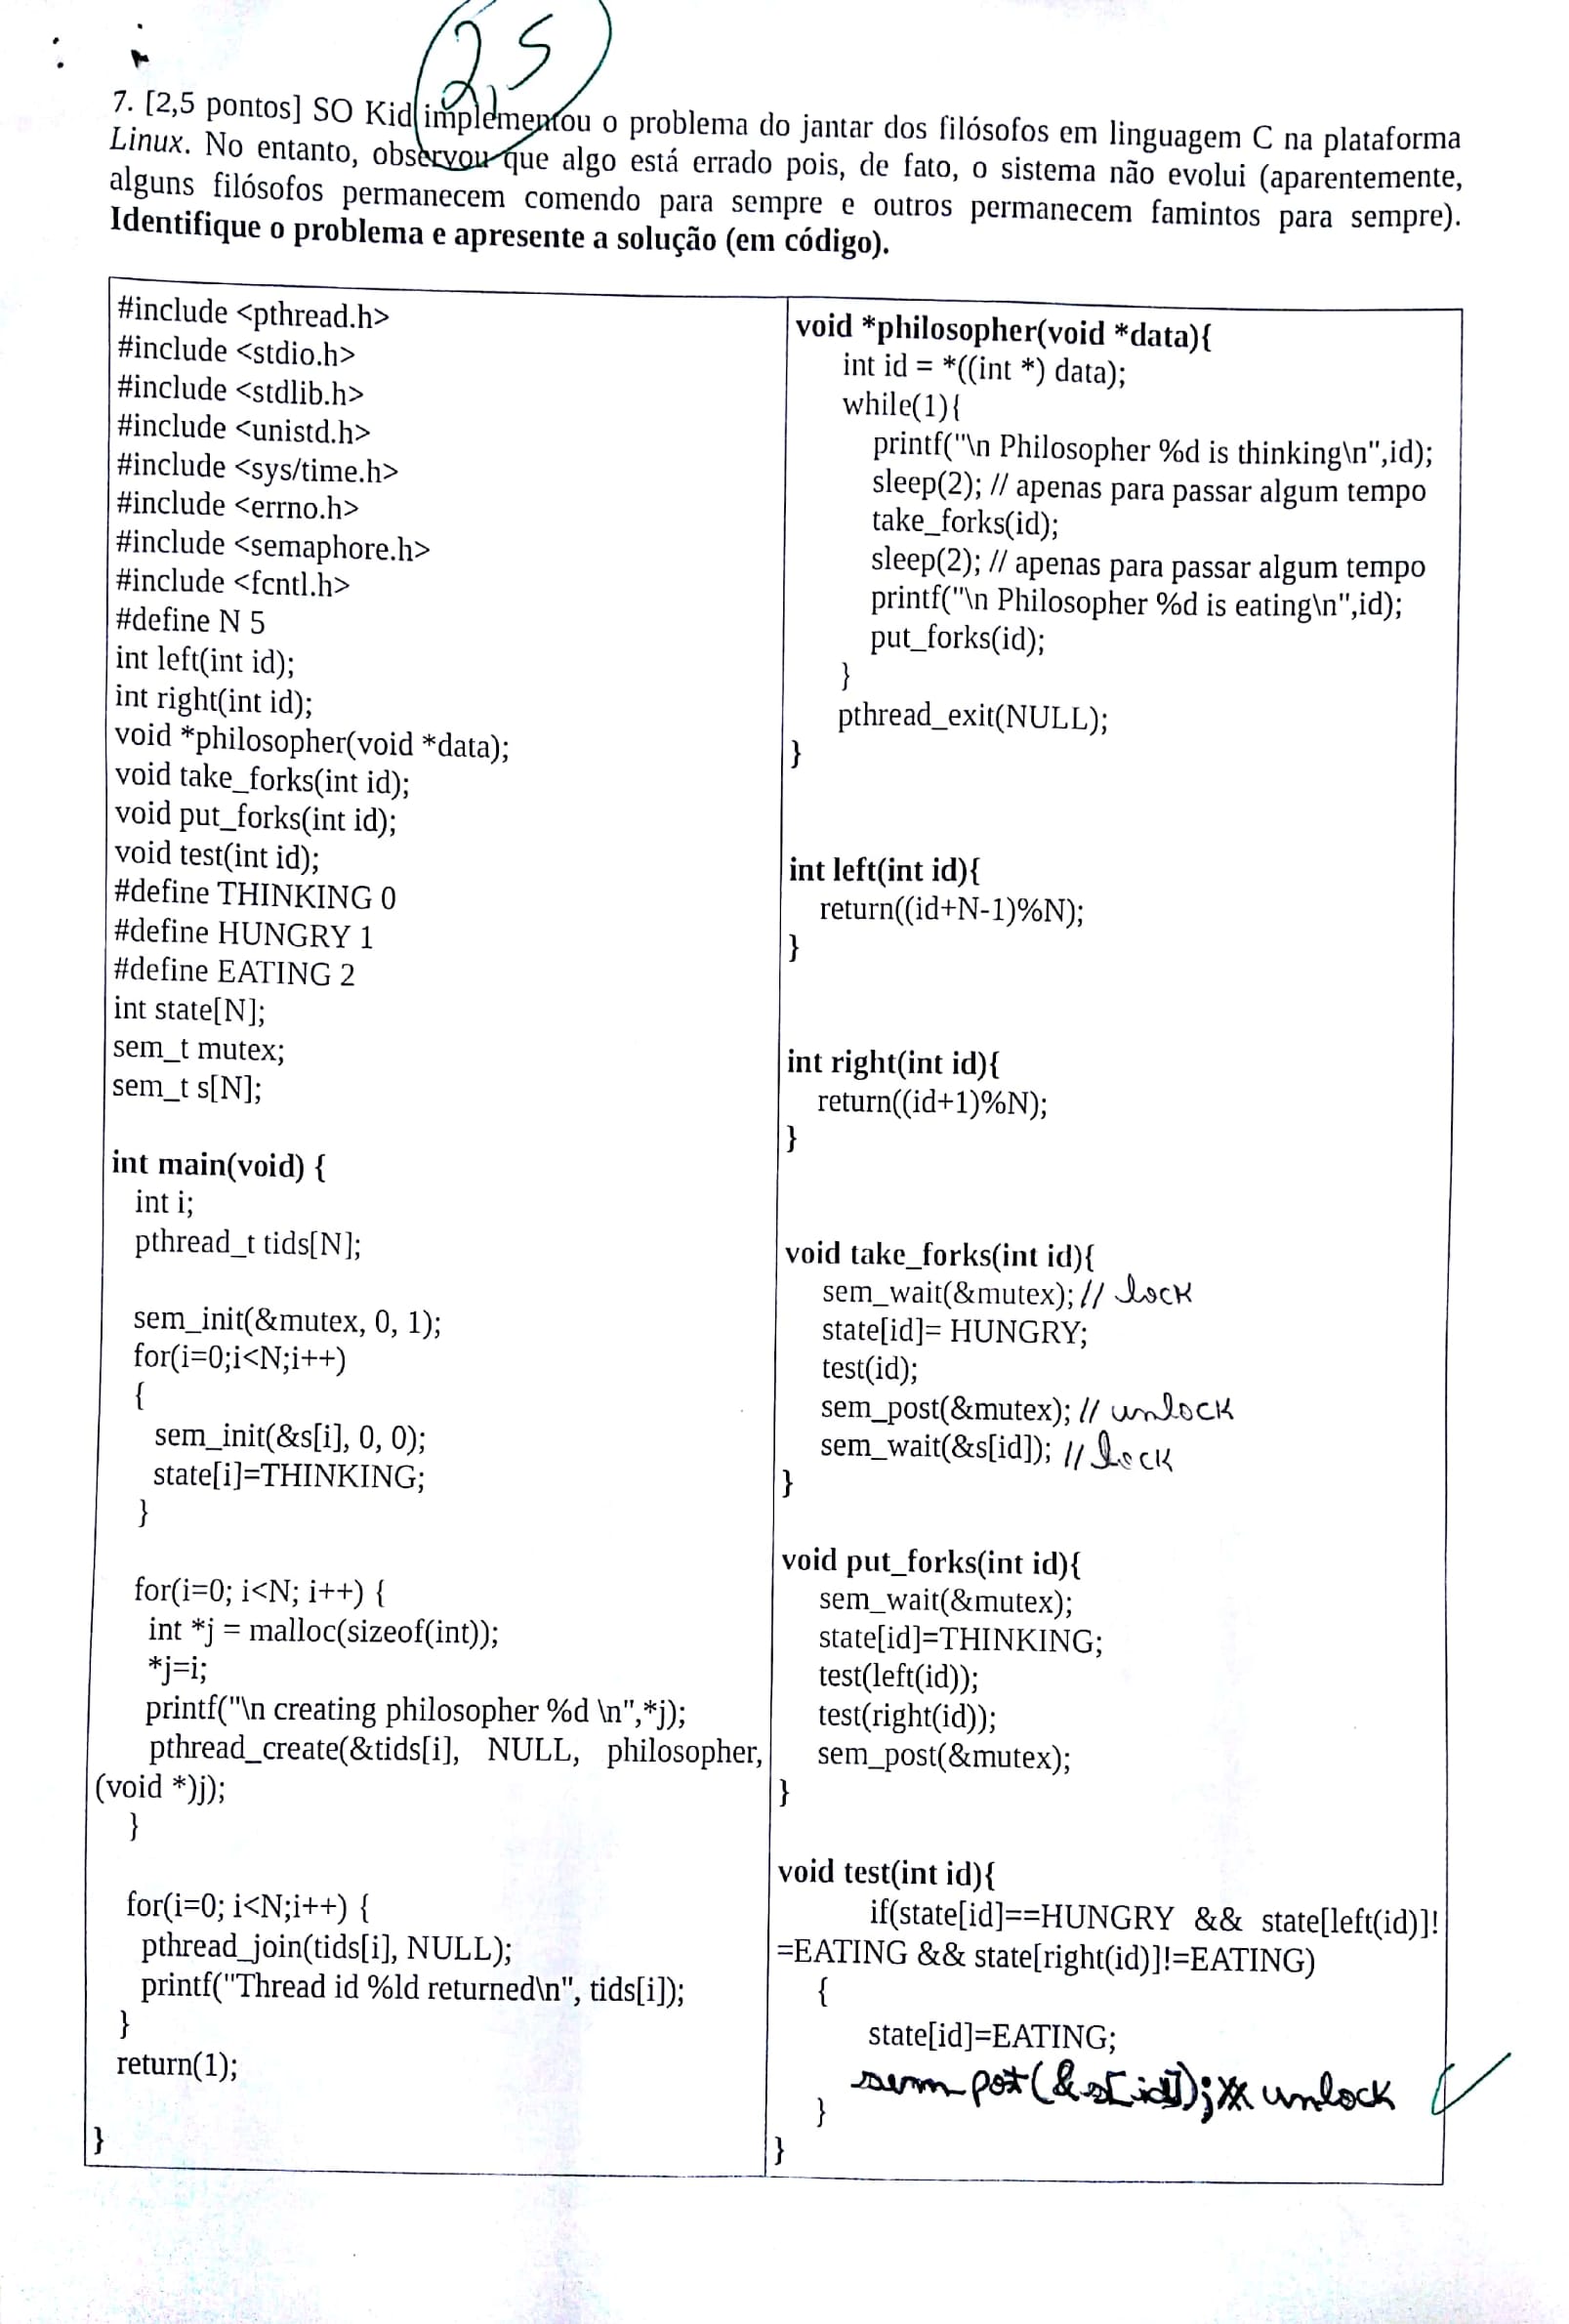 2,5
7. [2,5 pontos] SO Kid implementou o problema do jantar dos filósofos em linguagem C na plataforma
Linux. No entanto, observou que algo está errado pois, de fato, o sistema não evolui (aparentemente,
alguns filósofos permanecem comendo para sempre e outros permanecem famintos para sempre).
Identifique o problema e apresente a solução (em código).
#include <pthread.h>
#include <stdio.h>
#include <stdlib.h>
#include <unistd.h>
#include <sys/time.h>
#include <errno.h>
#include <semaphore.h>
#include <fcntl.h>
#define N 5
int left(int id);
int right(int id);
void *philosopher(void *data);
void take_forks(int id);
void put_forks(int id);
void test(int id);
#define THINKING 0
#define HUNGRY 1
#define EATING 2
int state[N];
sem_t mutex;
sem_t s[N];
int main(void) {
int i;
pthread_t tids[N];
sem_init(&mutex, 0, 1);
for(i=0;i<N;i++)
{
sem_init(&s[i], 0, 0);
state[i]=THINKING;
}
for(i=0; i<N; i++) {
int *j = malloc(sizeof(int));
*j=i;
printf("\n creating philosopher %d \n",*j);
pthread_create(&tids[i], NULL, philosopher,
(void *)j);
}
for(i=0; i<N;i++) {
pthread_join(tids[i], NULL);
printf("Thread id %ld returned\n", tids[i]);
}
return(1);
}
void *philosopher(void *data){
int id = *((int *) data);
while(1){
printf("\n Philosopher %d is thinking\n",id);
sleep(2); // apenas para passar algum tempo
take_forks(id);
sleep(2); // apenas para passar algum tempo
printf("\n Philosopher %d is eating\n",id);
put_forks(id);
}
pthread_exit(NULL);
}
int left(int id){
return((id+N-1)%N);
}
int right(int id){
return((id+1)%N);
}
void take_forks(int id){
sem_wait(&mutex); // lock
state[id]= HUNGRY;
test(id);
sem_post(&mutex); // unlock
sem_wait(&s[id]); // lock
}
void put_forks(int id){
sem_wait(&mutex);
state[id]=THINKING;
test(left(id));
test(right(id));
sem_post(&mutex);
}
void test(int id){
if(state[id]==HUNGRY && state[left(id)]!
=EATING && state[right(id)]!=EATING)
{
state[id]=EATING;
sem_pot(&s[id]); // unlock
}
}